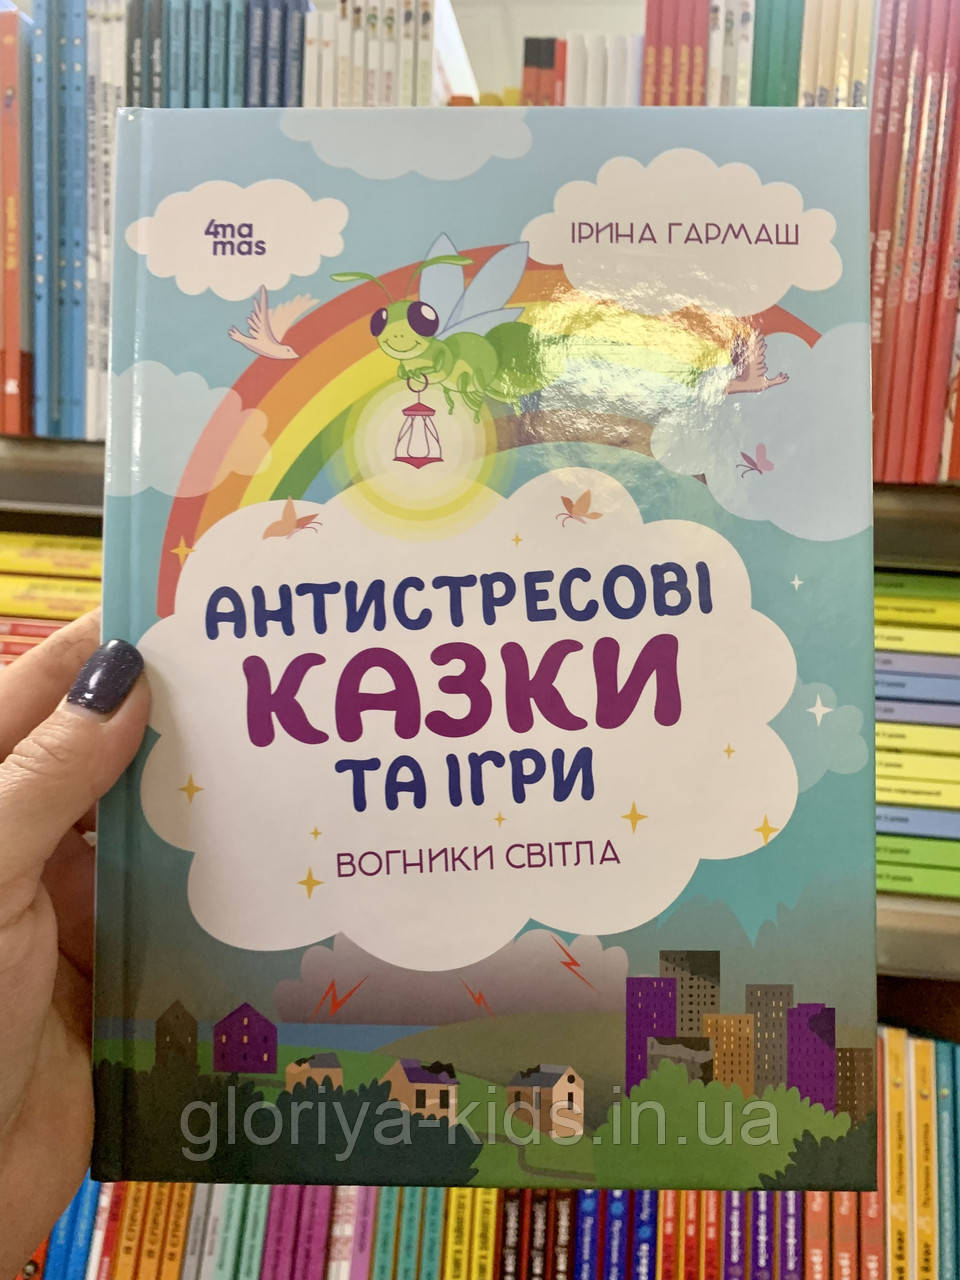 4ma
mas
ІРИНА ГАРМАШ
АНТИСТРЕСОВІ
КАЗКИ
ТА ІГРИ
ВОГНИКИ СВІТЛА
gloriya-kids.in.ua